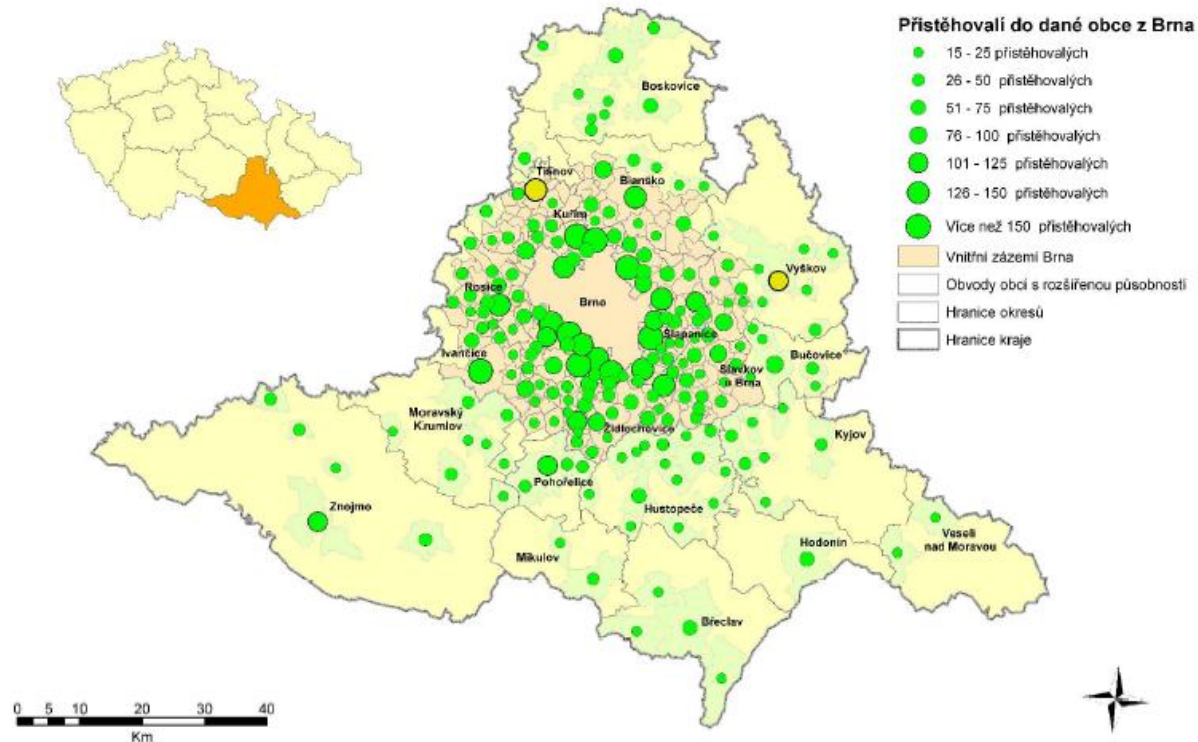 Přistěhovalí do dané obce z Brna
15 - 25 přistěhovalých
26 - 50 přistěhovalých
51 - 75 přistěhovalých
76 - 100 přistěhovalých
101 - 125 přistěhovalých
126 - 150 přistěhovalých
Více než 150 přistěhovalých
Vnitřní zázemí Brna
Obvody obcí s rozšířenou působností
Hranice okresů
Hranice kraje
Boskovice
Tišnov
Blansko
Kuřim
Vyškov
Rosice
Brno
Šlapanice
Ivančice
Bučovice
Slavkov
u Brna
Moravský
Krumlov
Židlochovice
Kyjov
Pohořelice
Znojmo
Hustopeče
Veselí
nad Moravou
Mikulov
Hodonín
Břeclav
0 5 10 20 30 40
Km